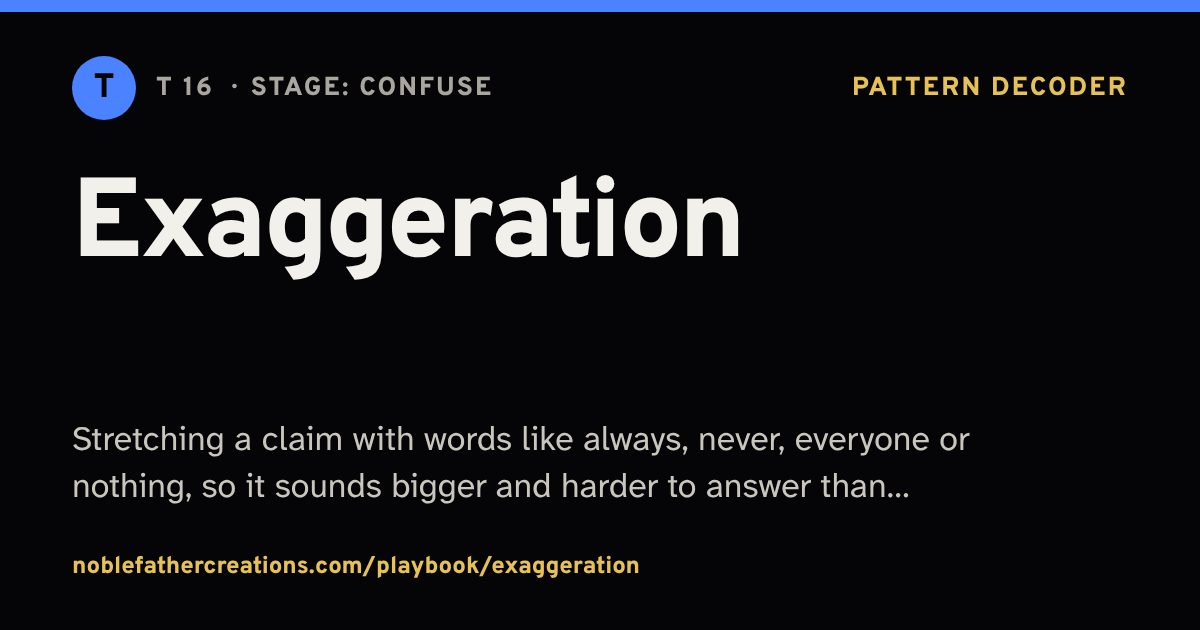 T
T 16 · STAGE: CONFUSE
PATTERN DECODER
Exaggeration
Stretching a claim with words like always, never, everyone or
nothing, so it sounds bigger and harder to answer than...
noblefathercreations.com/playbook/exaggeration